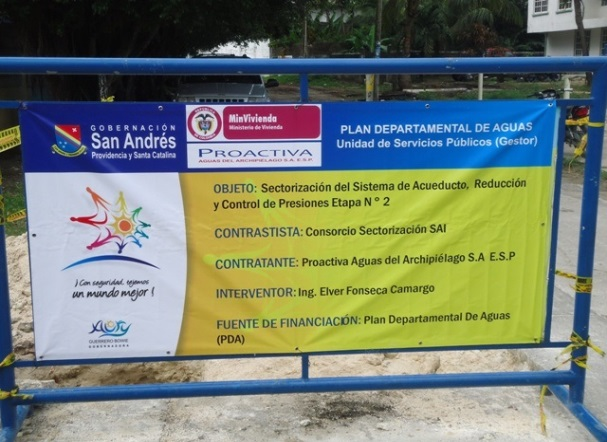 GOBERNACIÓN
San Andrés
Providencia y Santa Catalina
MinVivienda
Ministerio de Vivienda
PROACTIVA
AGUAS DEL ARCHIPIÉLAGO S.A. E.S.P.
PLAN DEPARTAMENTAL DE AGUAS
Unidad de Servicios Públicos (Gestor)
OBJETO: Sectorización del Sistema de Acueducto, Reducción
y Control de Presiones Etapa N° 2
CONTRASTISTA: Consorcio Sectorización SAI
CONTRATANTE: Proactiva Aguas del Archipiélago S.A E.S.P
INTERVENTOR: Ing. Elver Fonseca Camargo
FUENTE DE FINANCIACIÓN: Plan Departamental De Aguas
(PDA)
¡Con seguridad, tejamos
un mundo mejor!
GUERRERO BOWIE
GOBERNADORA